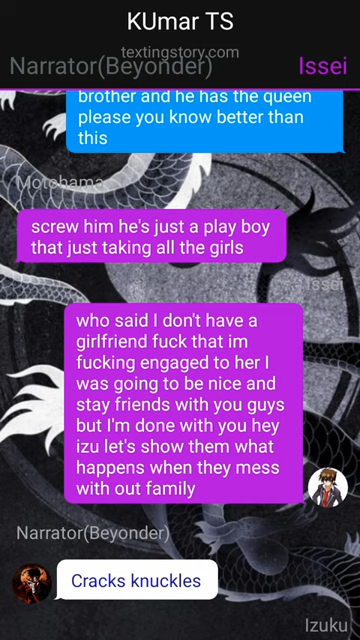 KUmar TS
textingstory.com
Narrator(Beyonder)
Issei
brother and he has the queen
please you know better than
this
Motohama
screw him he's just a play boy
that just taking all the girls
Issei
who said I don't have a
girlfriend fuck that im
fucking engaged to her I
was going to be nice and
stay friends with you guys
but I'm done with you hey
izu let's show them what
happens when they mess
with out family
Narrator(Beyonder)
Cracks knuckles
Izuku